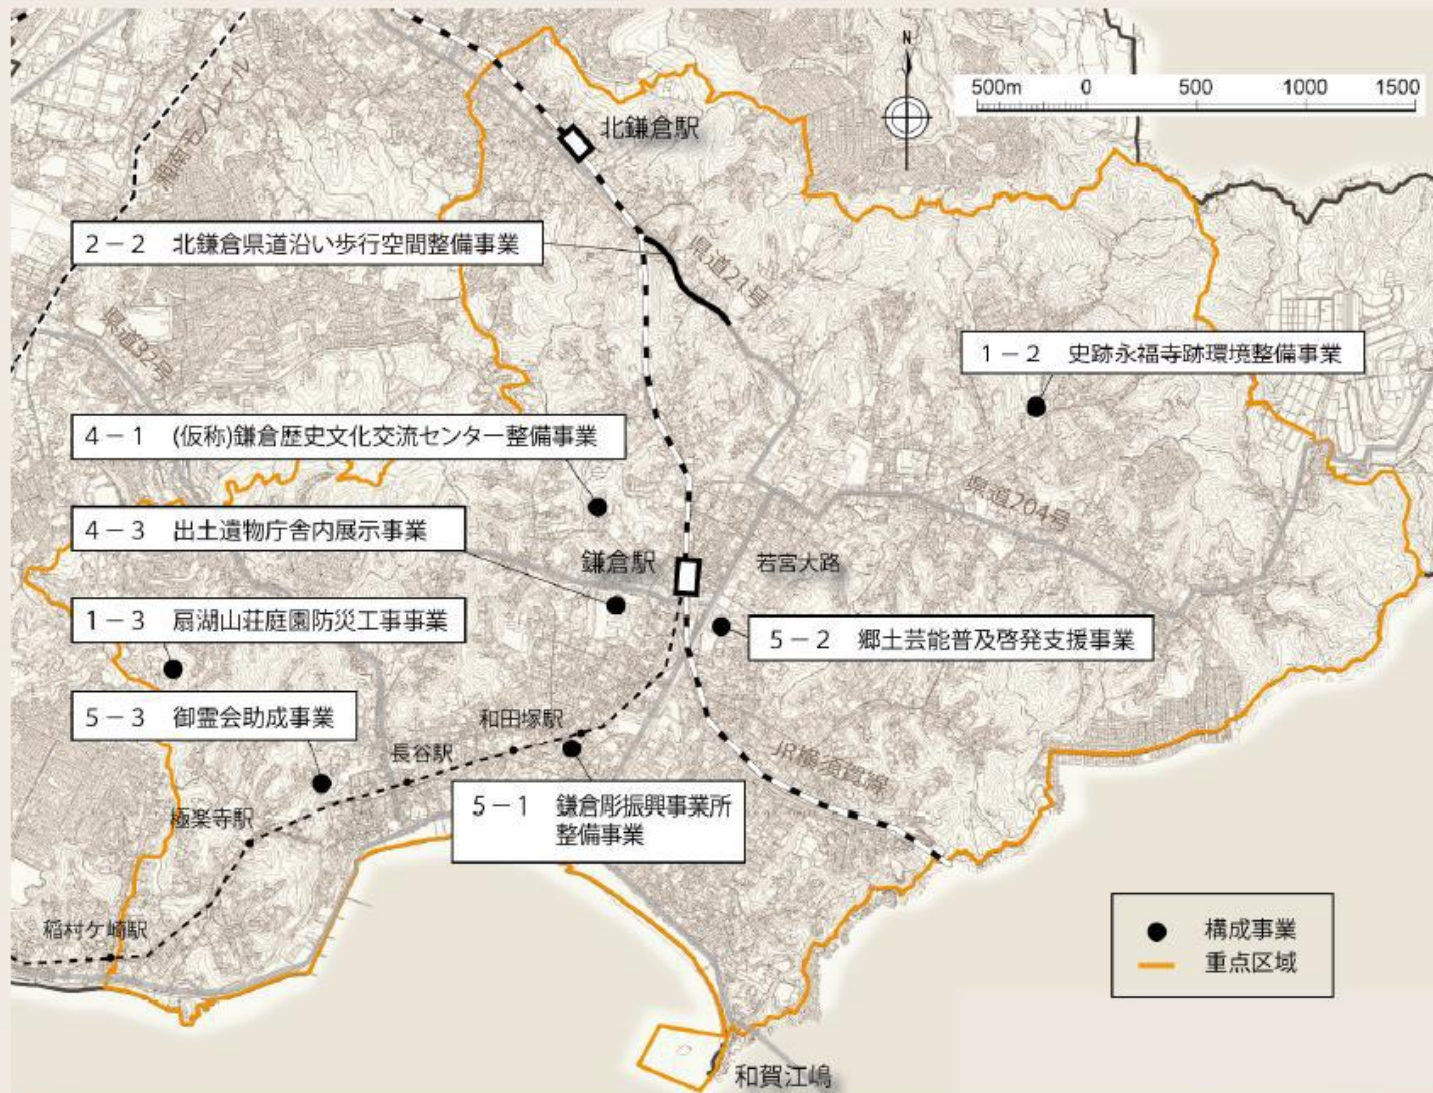 N
500m 0 500 1000 1500
北鎌倉駅
湘南モノレール
2－2 北鎌倉県道沿い歩行空間整備事業
県道21号
県道32号
1－2 史跡永福寺跡環境整備事業
4－1 (仮称)鎌倉歴史文化交流センター整備事業
県道204号
4－3 出土遺物庁舎内展示事業
鎌倉駅
若宮大路
1－3 扇湖山荘庭園防災工事事業
5－2 郷土芸能普及啓発支援事業
5－3 御霊会助成事業
和田塚駅
長谷駅
JR横須賀線
5－1 鎌倉彫振興事業所
整備事業
極楽寺駅
稲村ケ崎駅
構成事業
重点区域
和賀江嶋